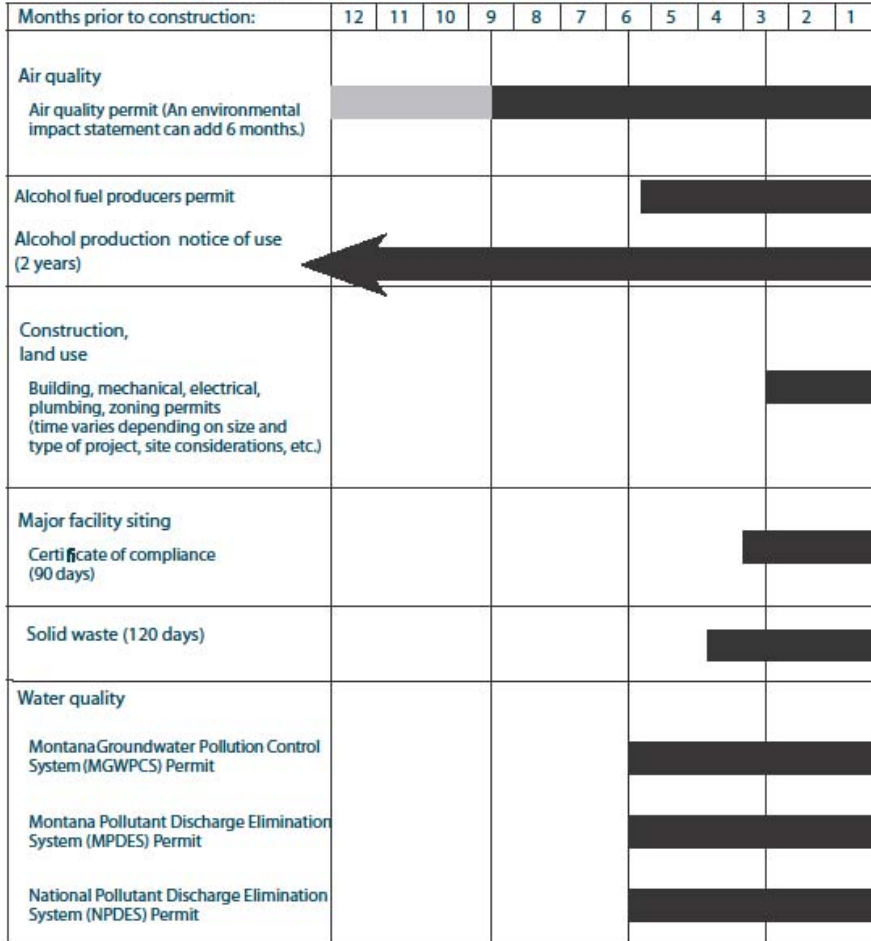 Months prior to construction: 12 11 10 9 8 7 6 5 4 3 2 1
Air quality
Air quality permit (An environmental
impact statement can add 6 months.)
Alcohol fuel producers permit
Alcohol production notice of use
(2 years)
Construction,
land use
Building, mechanical, electrical,
plumbing, zoning permits
(time varies depending on size and
type of project, site considerations, etc.)
Major facility siting
Certificate of compliance
(90 days)
Solid waste (120 days)
Water quality
Montana Groundwater Pollution Control
System (MGWPCS) Permit
Montana Pollutant Discharge Elimination
System (MPDES) Permit
National Pollutant Discharge Elimination
System (NPDES) Permit